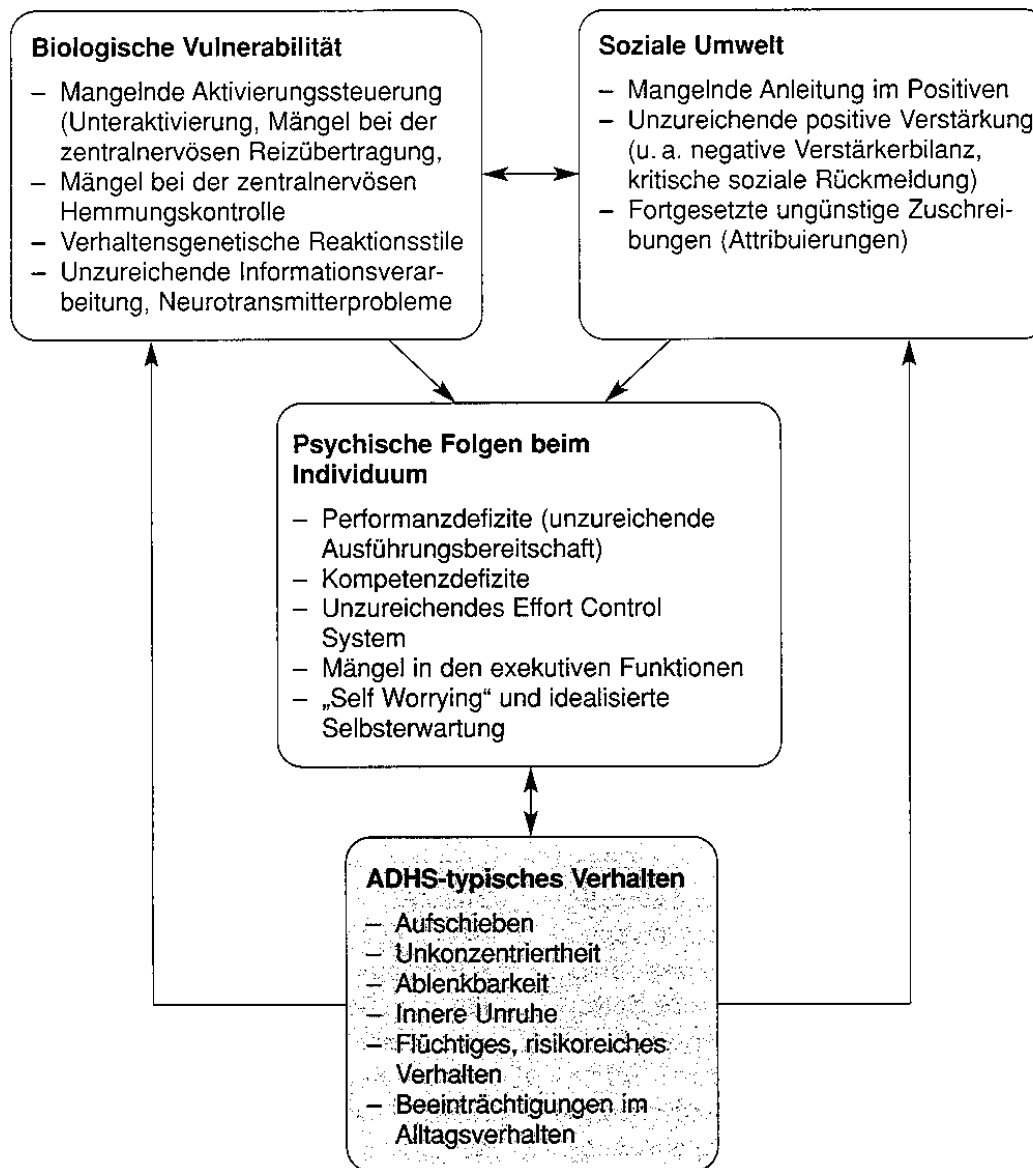 Biologische Vulnerabilität
– Mangelnde Aktivierungssteuerung
(Unteraktivierung, Mängel bei der
zentralnervösen Reizübertragung,
– Mängel bei der zentralnervösen
Hemmungskontrolle
– Verhaltensgenetische Reaktionsstile
– Unzureichende Informationsverar-
beitung, Neurotransmitterprobleme
Soziale Umwelt
– Mangelnde Anleitung im Positiven
– Unzureichende positive Verstärkung
(u. a. negative Verstärkerbilanz,
kritische soziale Rückmeldung)
– Fortgesetzte ungünstige Zuschrei-
bungen (Attribuierungen)
Psychische Folgen beim
Individuum
– Performanzdefizite (unzureichende
Ausführungsbereitschaft)
– Kompetenzdefizite
– Unzureichendes Effort Control
System
– Mängel in den exekutiven Funktionen
– „Self Worrying“ und idealisierte
Selbsterwartung
ADHS-typisches Verhalten
– Aufschieben
– Unkonzentriertheit
– Ablenkbarkeit
– Innere Unruhe
– Flüchtiges, risikoreiches
Verhalten
– Beeinträchtigungen im
Alltagsverhalten